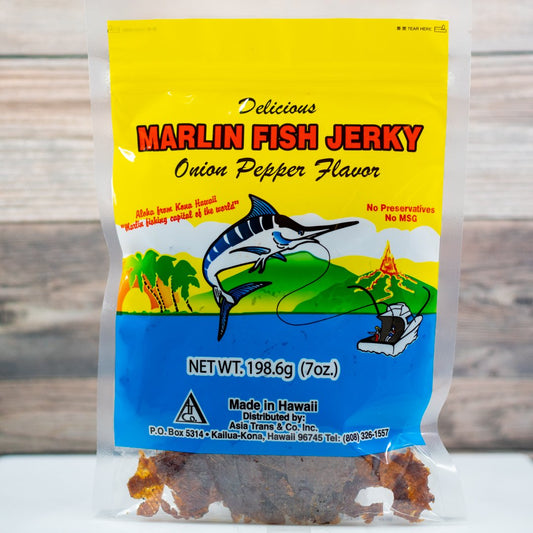 TEAR HERE
Delicious
MARLIN FISH JERKY
Onion Pepper Flavor
Aloha from Kona Hawaii
"Marlin fishing capital of the world"
No Preservatives
No MSG
NET WT. 198.6g (7oz.)
Made in Hawaii
Distributed by:
Asia Trans & Co. Inc.
P.O. Box 5314 • Kailua-Kona, Hawaii 96745 Tel: (808) 326-1557